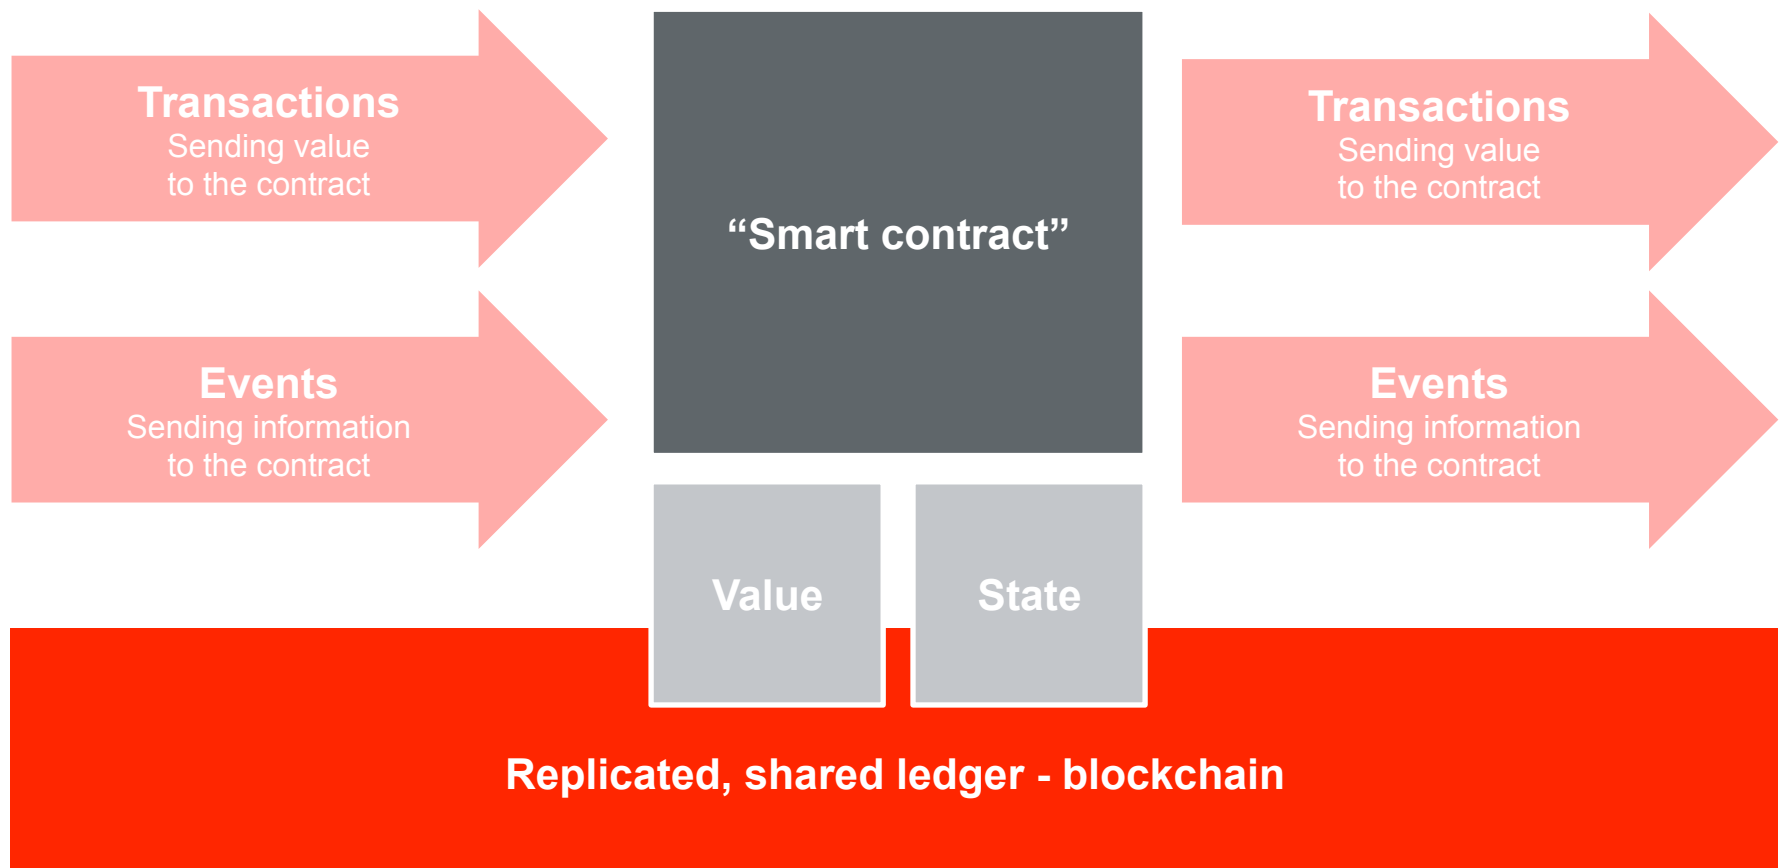 Transactions
Sending value
to the contract
Events
Sending information
to the contract
“Smart contract”
Value
State
Transactions
Sending value
to the contract
Events
Sending information
to the contract
Replicated, shared ledger - blockchain